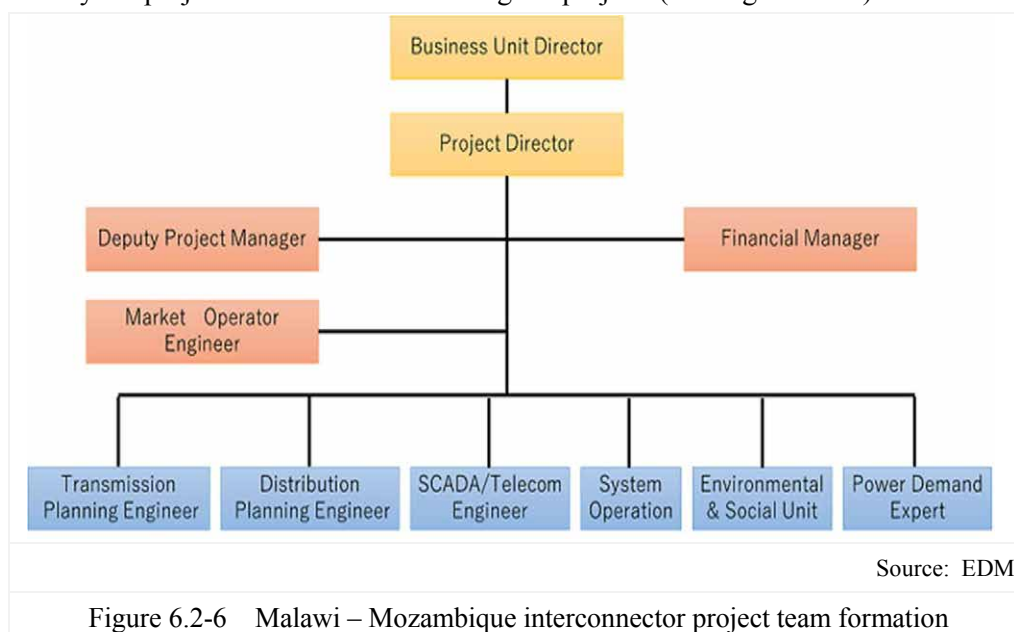 Business Unit Director
Project Director
Deputy Project Manager
Financial Manager
Market Operator
Engineer
Transmission
Planning Engineer
Distribution
Planning Engineer
SCADA/Telecom
Engineer
System
Operation
Environmental
& Social Unit
Power Demand
Expert
Source: EDM
Figure 6.2-6 Malawi – Mozambique interconnector project team formation